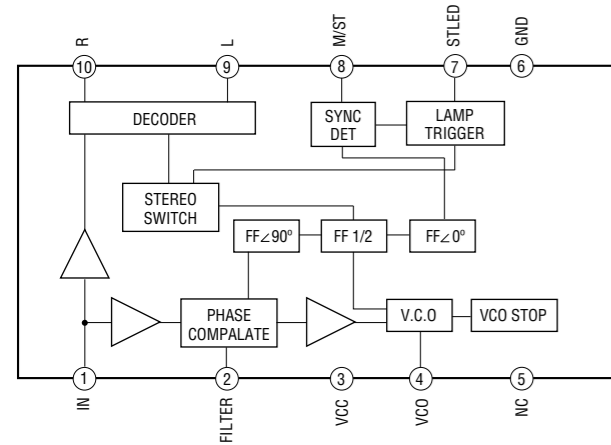 R
L
M/ST
STLED
GND
10
9
8
7
6
DECODER
SYNC
DET
LAMP
TRIGGER
STEREO
SWITCH
FF∠90º
FF 1/2
FF∠0º
PHASE
COMPALATE
V.C.O
VCO STOP
1
2
3
4
5
IN
FILTER
VCC
VCO
NC